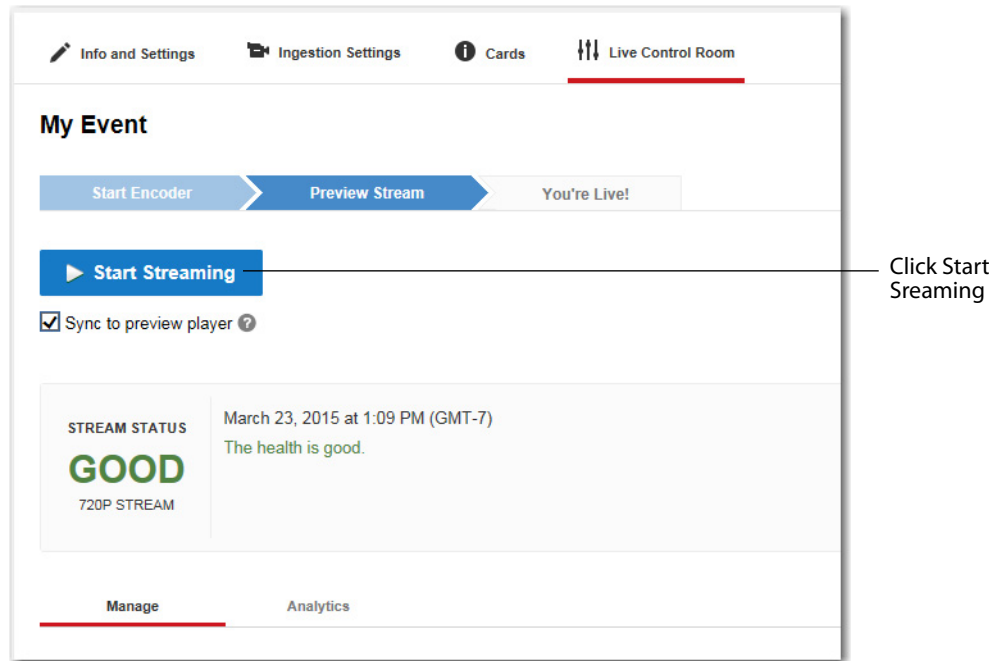 Info and Settings Ingestion Settings Cards Live Control Room
My Event
Start Encoder Preview Stream You're Live!
Start Streaming
Click Start
Sreaming
Sync to preview player ?
STREAM STATUS
GOOD
720P STREAM
March 23, 2015 at 1:09 PM (GMT-7)
The health is good.
Manage Analytics